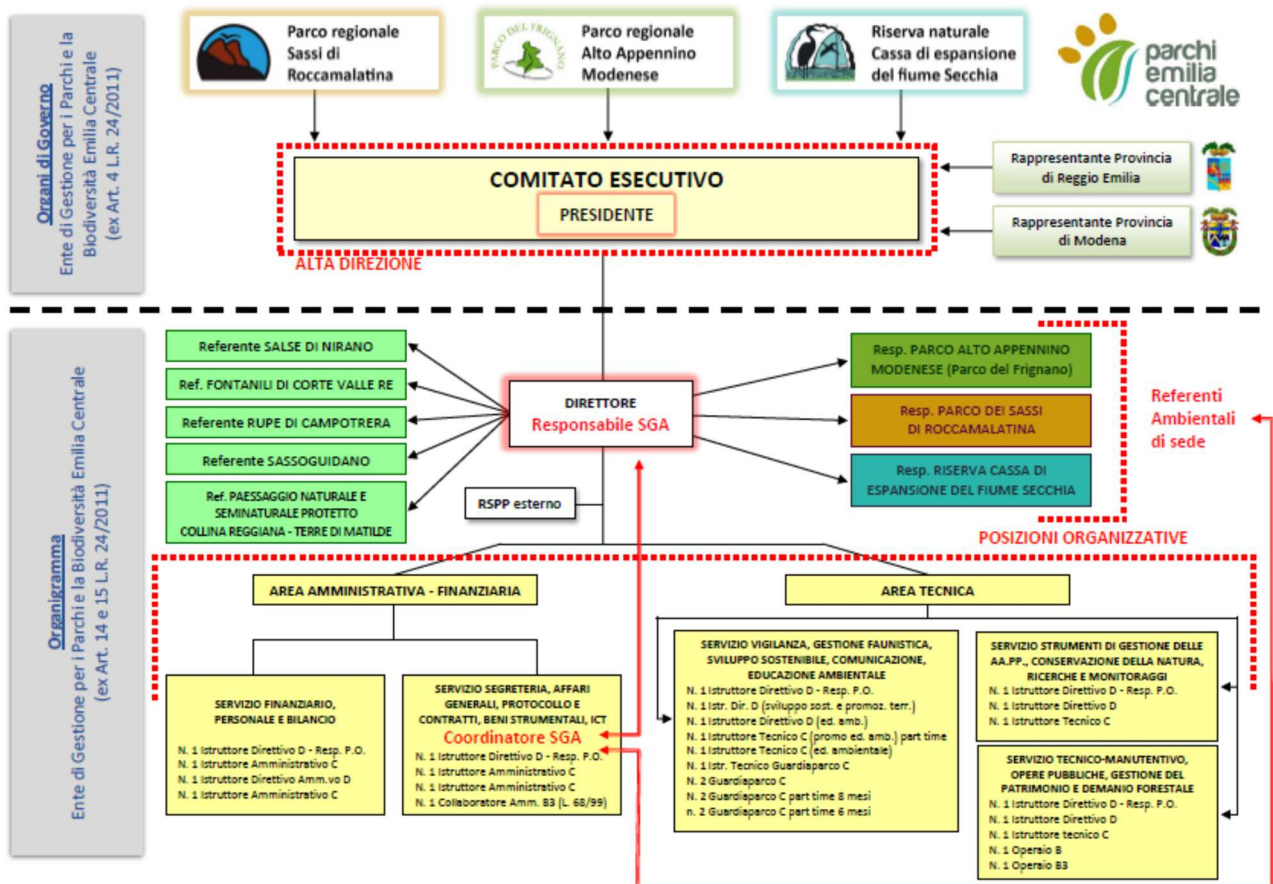 Organi di Governo
Ente di Gestione per i Parchi e la
Biodiversità Emilia Centrale
(ex Art. 4 L.R. 24/2011)
Parco regionale
Sassi di
Roccamalatina
PARCO DEL FRIGNANO
Parco regionale
Alto Appennino
Modenese
Riserva naturale
Cassa di espansione
del fiume Secchia
parchi
emilia
centrale
COMITATO ESECUTIVO
PRESIDENTE
ALTA DIREZIONE
Rappresentante Provincia
di Reggio Emilia
Rappresentante Provincia
di Modena
Organigramma
Ente di Gestione per i Parchi e la Biodiversità Emilia Centrale
(ex Art. 14 e 15 L.R. 24/2011)
Referente SALSE DI NIRANO
Ref. FONTANILI DI CORTE VALLE RE
Referente RUPE DI CAMPOTRERA
Referente SASSOGUIDANO
Ref. PAESSAGGIO NATURALE E
SEMINATURALE PROTETTO
COLLINA REGGIANA - TERRE DI MATILDE
DIRETTORE
Responsabile SGA
RSPP esterno
Resp. PARCO ALTO APPENNINO
MODENESE (Parco del Frignano)
Resp. PARCO DEI SASSI
DI ROCCAMALATINA
Resp. RISERVA CASSA DI
ESPANSIONE DEL FIUME SECCHIA
Referenti
Ambientali
di sede
POSIZIONI ORGANIZZATIVE
AREA AMMINISTRATIVA - FINANZIARIA
SERVIZIO FINANZIARIO,
PERSONALE E BILANCIO
N. 1 Istruttore Direttivo D - Resp. P.O.
N. 1 Istruttore Amministrativo C
N. 1 Istruttore Direttivo Amm.vo D
N. 1 Istruttore Amministrativo C
SERVIZIO SEGRETERIA, AFFARI
GENERALI, PROTOCOLLO E
CONTRATTI, BENI STRUMENTALI, ICT
Coordinatore SGA
N. 1 Istruttore Direttivo D - Resp. P.O.
N. 1 Istruttore Amministrativo C
N. 1 Istruttore Amministrativo C
N. 1 Collaboratore Amm. B3 (L. 68/99)
AREA TECNICA
SERVIZIO VIGILANZA, GESTIONE FAUNISTICA,
SVILUPPO SOSTENIBILE, COMUNICAZIONE,
EDUCAZIONE AMBIENTALE
N. 1 Istruttore Direttivo D - Resp. P.O.
N. 1 Istr. Dir. D (sviluppo sost. e promoz. terr.)
N. 1 Istruttore Direttivo D (ed. amb.)
N. 1 Istruttore Tecnico C (promo ed. amb.) part time
N. 1 Istruttore Tecnico C (ed. ambientale)
N. 1 Istr. Tecnico Guardiaparco C
N. 2 Guardiaparco C
N. 2 Guardiaparco C part time 8 mesi
n. 2 Guardiaparco C part time 6 mesi
SERVIZIO STRUMENTI DI GESTIONE DELLE
AA.PP., CONSERVAZIONE DELLA NATURA,
RICERCHE E MONITORAGGI
N. 1 Istruttore Direttivo D - Resp. P.O.
N. 1 Istruttore Direttivo D
N. 1 Istruttore Tecnico C
SERVIZIO TECNICO-MANUTENTIVO,
OPERE PUBBLICHE, GESTIONE DEL
PATRIMONIO E DEMANIO FORESTALE
N. 1 Istruttore Direttivo D - Resp. P.O.
N. 1 Istruttore Direttivo D
N. 1 Istruttore tecnico C
N. 1 Operaio B
N. 1 Operaio B3